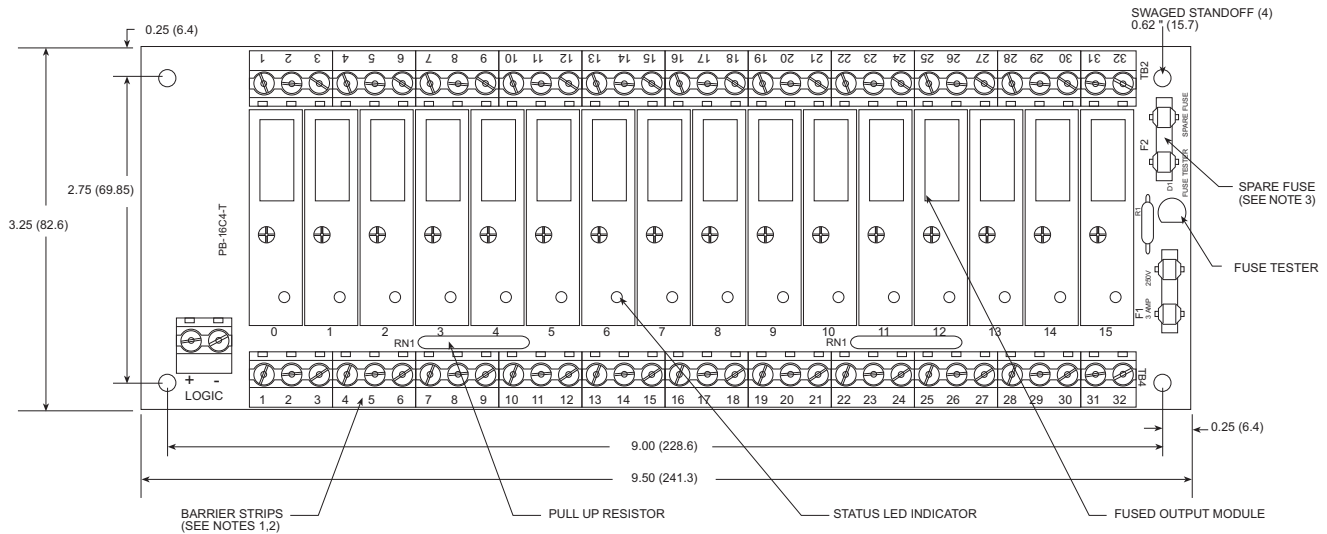 SWAGED STANDOFF (4)
0.62 " (15.7)
0.25 (6.4)
1 2 3 4 5 6 7 8 9 10 11 12 13 14 15 16 17 18 19 20 21 22 23 24 25 26 27 28 29 30 31 32
TB2
SPARE FUSE
F2
2.75 (69.85)
3.25 (82.6)
D1
FUSE TESTER
SPARE FUSE
(SEE NOTE 3)
R1
PB-16C4-T
FUSE TESTER
250V
3 AMP
F1
0 1 2 3 4 5 6 7 8 9 10 11 12 13 14 15
RN1 RN1
+ -
LOGIC
TB4
1 2 3 4 5 6 7 8 9 10 11 12 13 14 15 16 17 18 19 20 21 22 23 24 25 26 27 28 29 30 31 32
0.25 (6.4)
9.00 (228.6)
9.50 (241.3)
BARRIER STRIPS
(SEE NOTES 1,2)
PULL UP RESISTOR
STATUS LED INDICATOR
FUSED OUTPUT MODULE